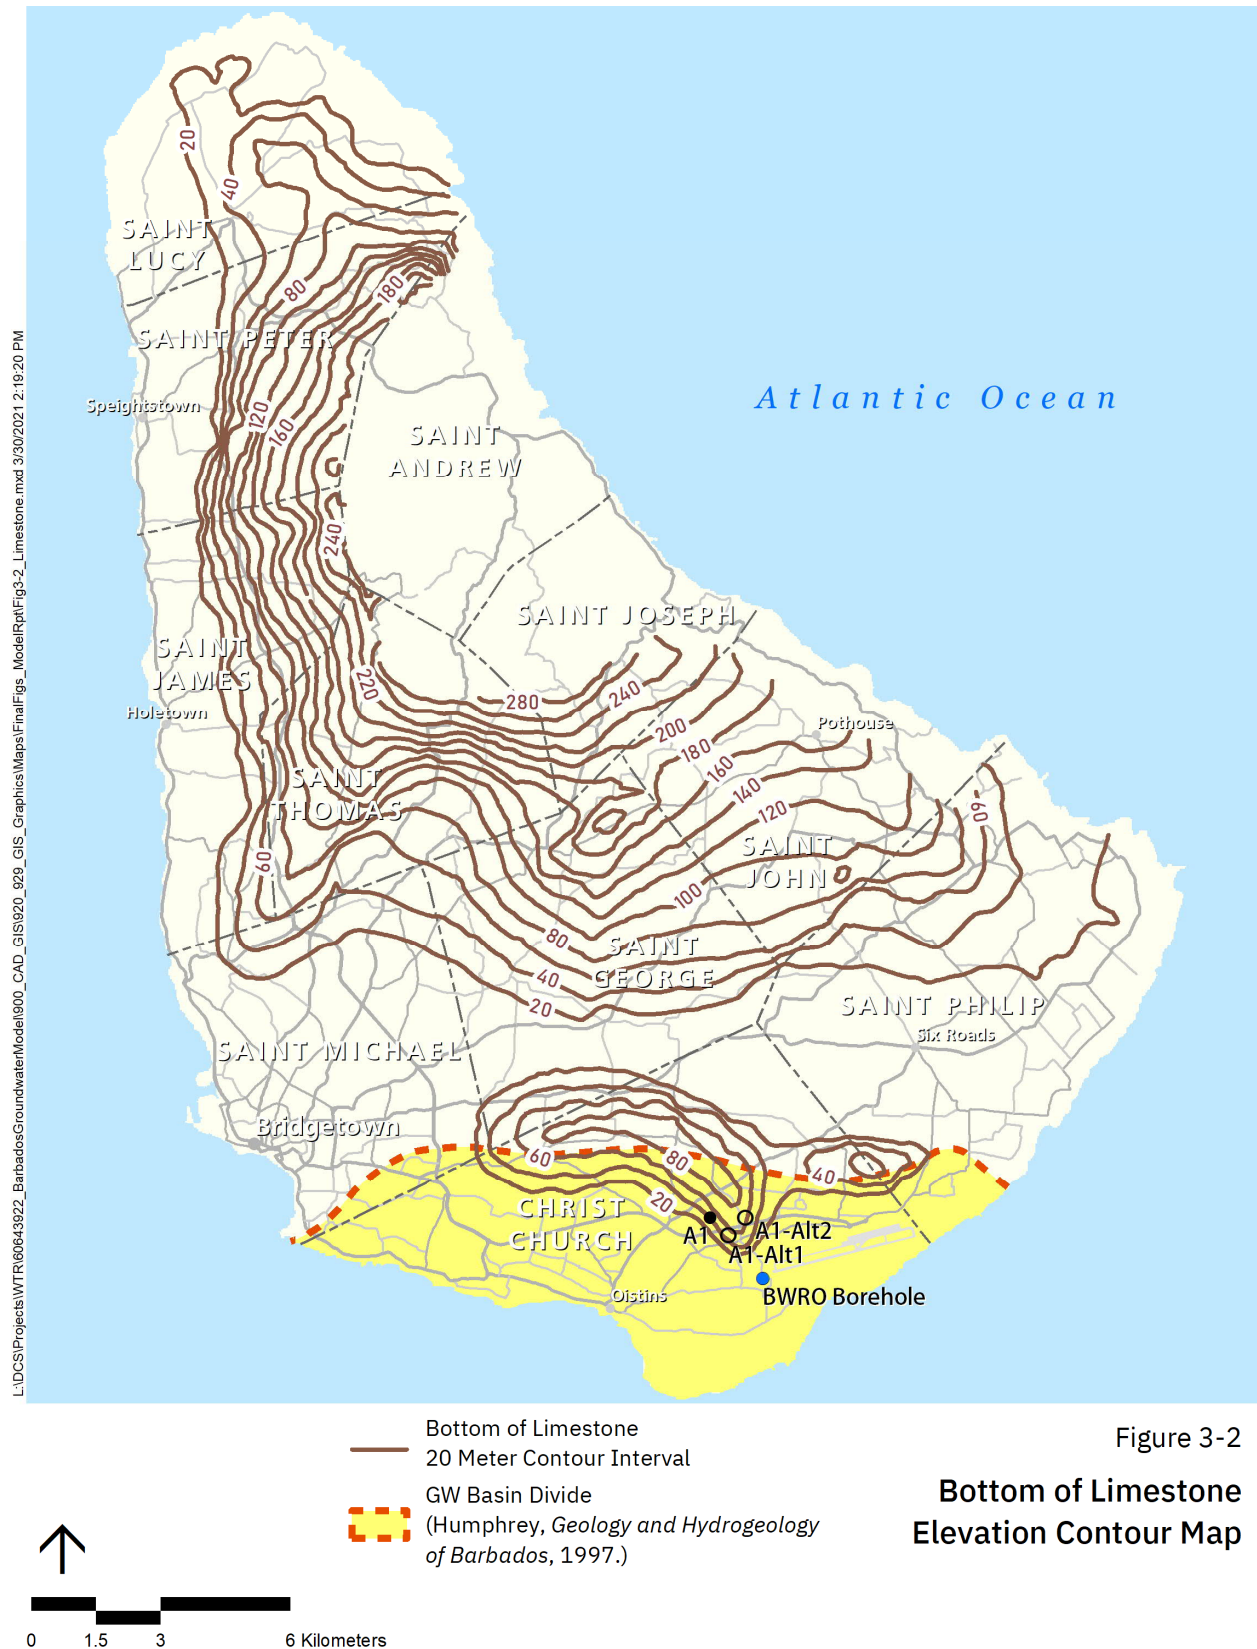 L:\DCS\Projects\WTR\60643922_BarbadosGroundwaterModel\900_CAD_GIS\920_929_GIS_Graphics\Maps\FinalFigs_ModelRpt\Fig3-2_Limestone.mxd 3/30/2021 2:19:20 PM
20
40
SAINT
LUCY
80
180
SAINT PETER
Speightstown
120
160
Atlantic Ocean
SAINT
ANDREW
240
SAINT JOSEPH
SAINT
JAMES
220
280
240
Holetown
200
Pothouse
180
160
SAINT
THOMAS
140
120
60
60
SAINT
JOHN
100
80
SAINT
GEORGE
40
20
SAINT PHILIP
Six Roads
SAINT MICHAEL
Bridgetown
60
80
40
20
CHRIST
CHURCH
A1
A1-Alt2
A1-Alt1
Oistins
BWRO Borehole
Bottom of Limestone
20 Meter Contour Interval
GW Basin Divide
(Humphrey, Geology and Hydrogeology
of Barbados, 1997.)
Figure 3-2
Bottom of Limestone
Elevation Contour Map
0 1.5 3 6 Kilometers